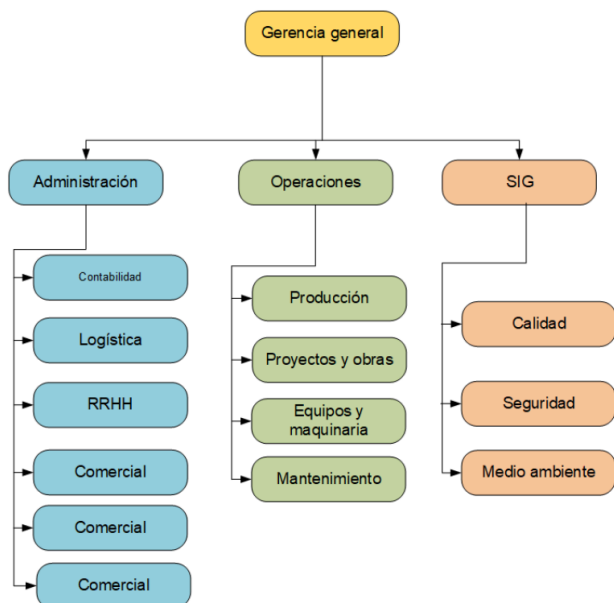 Gerencia general
Administración
Operaciones
SIG
Contabilidad
Logística
RRHH
Comercial
Comercial
Comercial
Producción
Proyectos y obras
Equipos y
maquinaria
Mantenimiento
Calidad
Seguridad
Medio ambiente